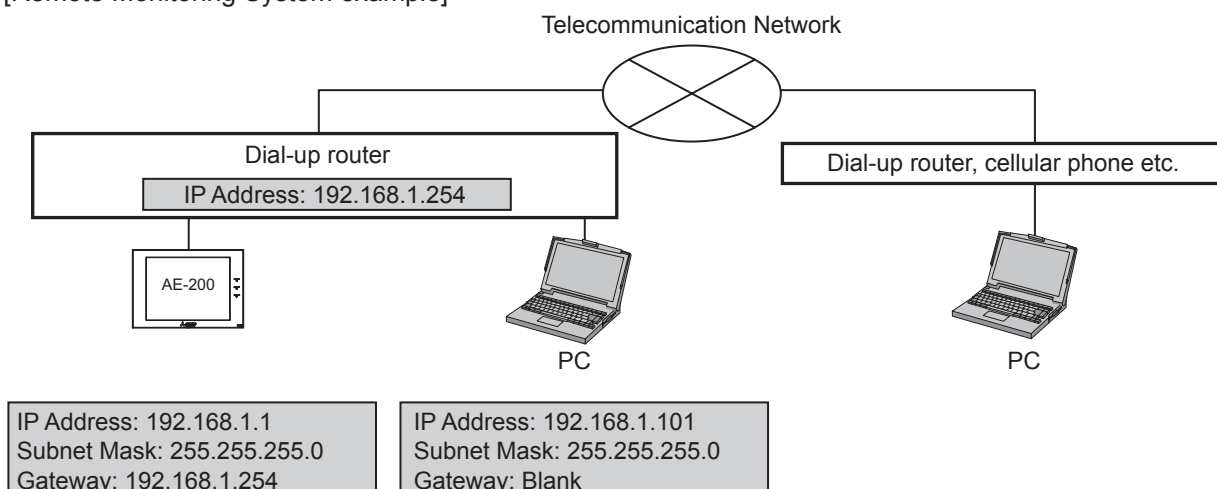 [Remote Monitoring System example]
Telecommunication Network
Dial-up router
IP Address: 192.168.1.254
Dial-up router, cellular phone etc.
AE-200
PC
PC
IP Address: 192.168.1.1
Subnet Mask: 255.255.255.0
Gateway: 192.168.1.254
IP Address: 192.168.1.101
Subnet Mask: 255.255.255.0
Gateway: Blank